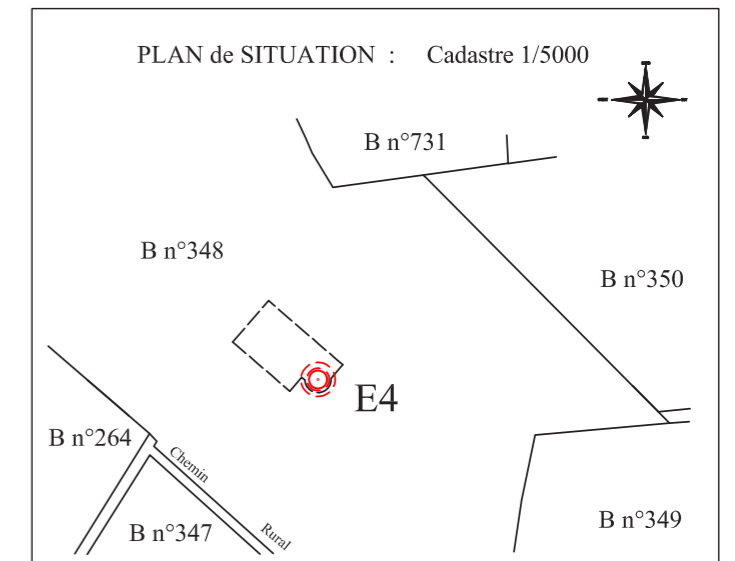 PLAN de SITUATION : Cadastre 1/5000
B n°731
B n°348
B n°350
E4
B n°264
Chemin
Rural
B n°347
B n°349